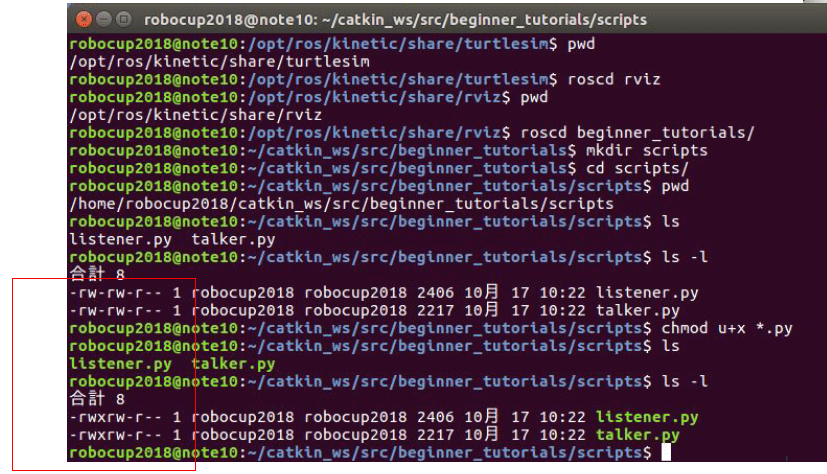 robocup2018@note10: ~/catkin_ws/src/beginner_tutorials/scripts
robocup2018@note10:/opt/ros/kinetic/share/turtlesim$ pwd
/opt/ros/kinetic/share/turtlesim
robocup2018@note10:/opt/ros/kinetic/share/turtlesim$ roscd rviz
robocup2018@note10:/opt/ros/kinetic/share/rviz$ pwd
/opt/ros/kinetic/share/rviz
robocup2018@note10:/opt/ros/kinetic/share/rviz$ roscd beginner_tutorials/
robocup2018@note10:~/catkin_ws/src/beginner_tutorials$ mkdir scripts
robocup2018@note10:~/catkin_ws/src/beginner_tutorials$ cd scripts/
robocup2018@note10:~/catkin_ws/src/beginner_tutorials/scripts$ pwd
/home/robocup2018/catkin_ws/src/beginner_tutorials/scripts
robocup2018@note10:~/catkin_ws/src/beginner_tutorials/scripts$ ls
listener.py  talker.py
robocup2018@note10:~/catkin_ws/src/beginner_tutorials/scripts$ ls -l
合計 8
-rw-rw-r-- 1 robocup2018 robocup2018 2406 10月 17 10:22 listener.py
-rw-rw-r-- 1 robocup2018 robocup2018 2217 10月 17 10:22 talker.py
robocup2018@note10:~/catkin_ws/src/beginner_tutorials/scripts$ chmod u+x *.py
robocup2018@note10:~/catkin_ws/src/beginner_tutorials/scripts$ ls
listener.py  talker.py
robocup2018@note10:~/catkin_ws/src/beginner_tutorials/scripts$ ls -l
合計 8
-rwxrw-r-- 1 robocup2018 robocup2018 2406 10月 17 10:22 listener.py
-rwxrw-r-- 1 robocup2018 robocup2018 2217 10月 17 10:22 talker.py
robocup2018@note10:~/catkin_ws/src/beginner_tutorials/scripts$